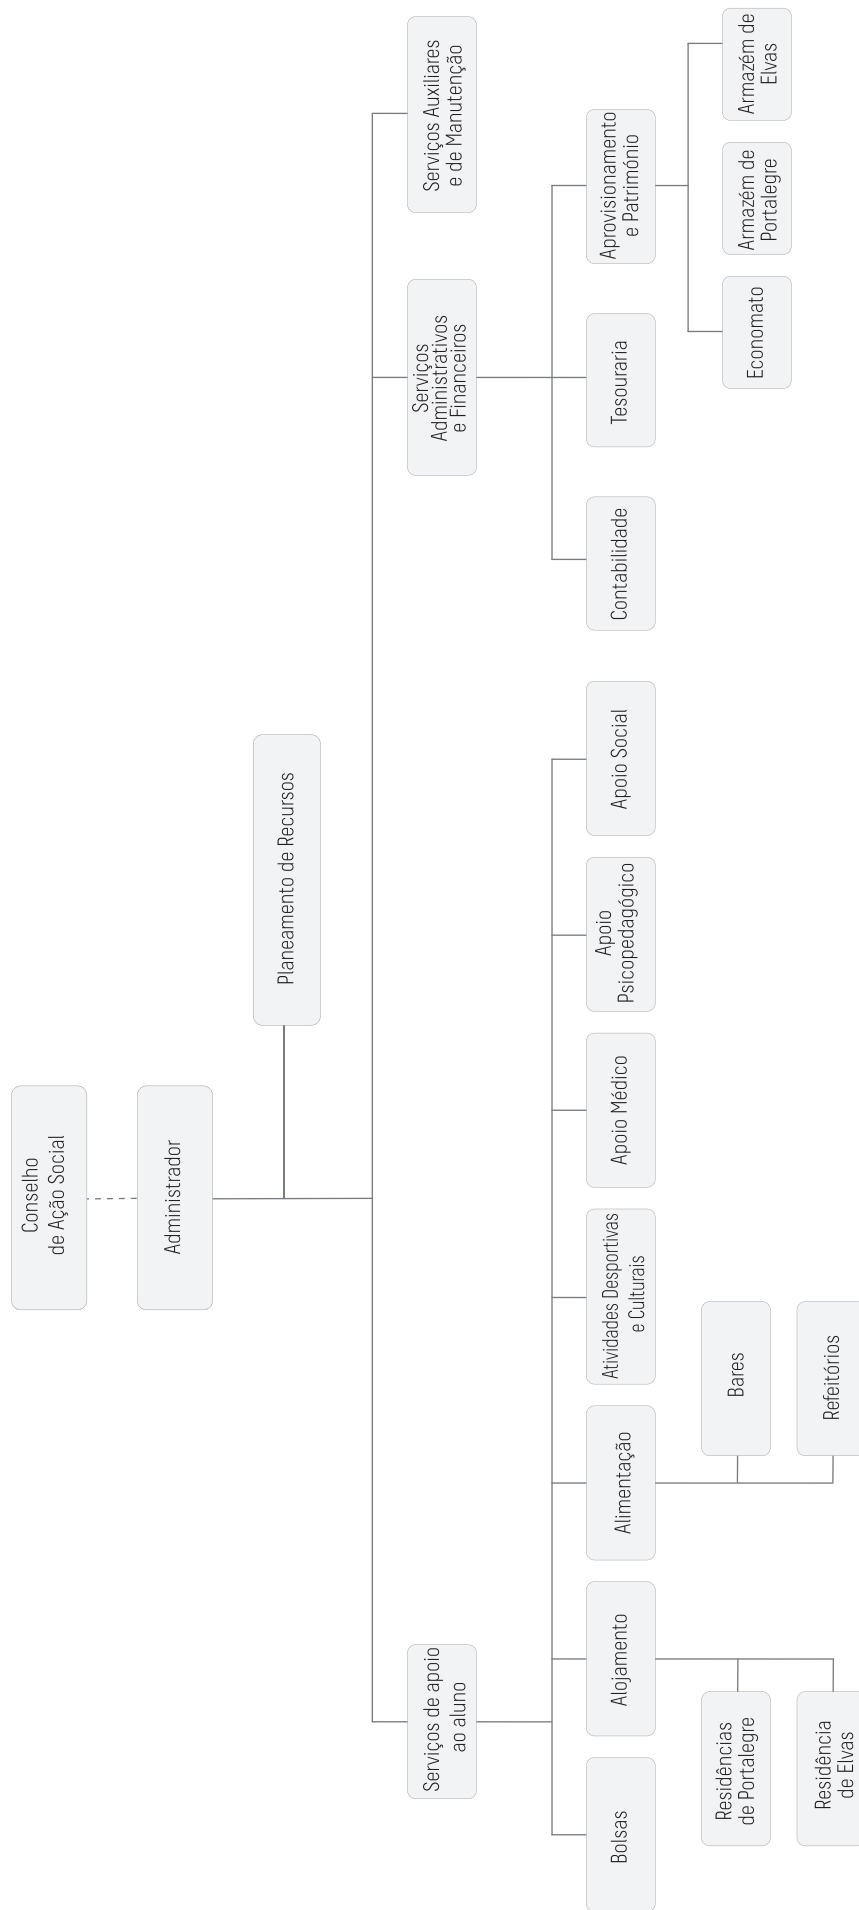 Conselho
de Ação Social
Administrador
Planeamento de Recursos
Serviços de apoio
ao aluno
Serviços
Administrativos
e Financeiros
Serviços Auxiliares
e de Manutenção
Bolsas
Alojamento
Alimentação
Atividades Desportivas
e Culturais
Apoio Médico
Apoio
Psicopedagógico
Apoio Social
Contabilidade
Tesouraria
Aprovisionamento
e Património
Residências
de Portalegre
Residência
de Elvas
Bares
Refeitórios
Economato
Armazém de
Portalegre
Armazém de
Elvas